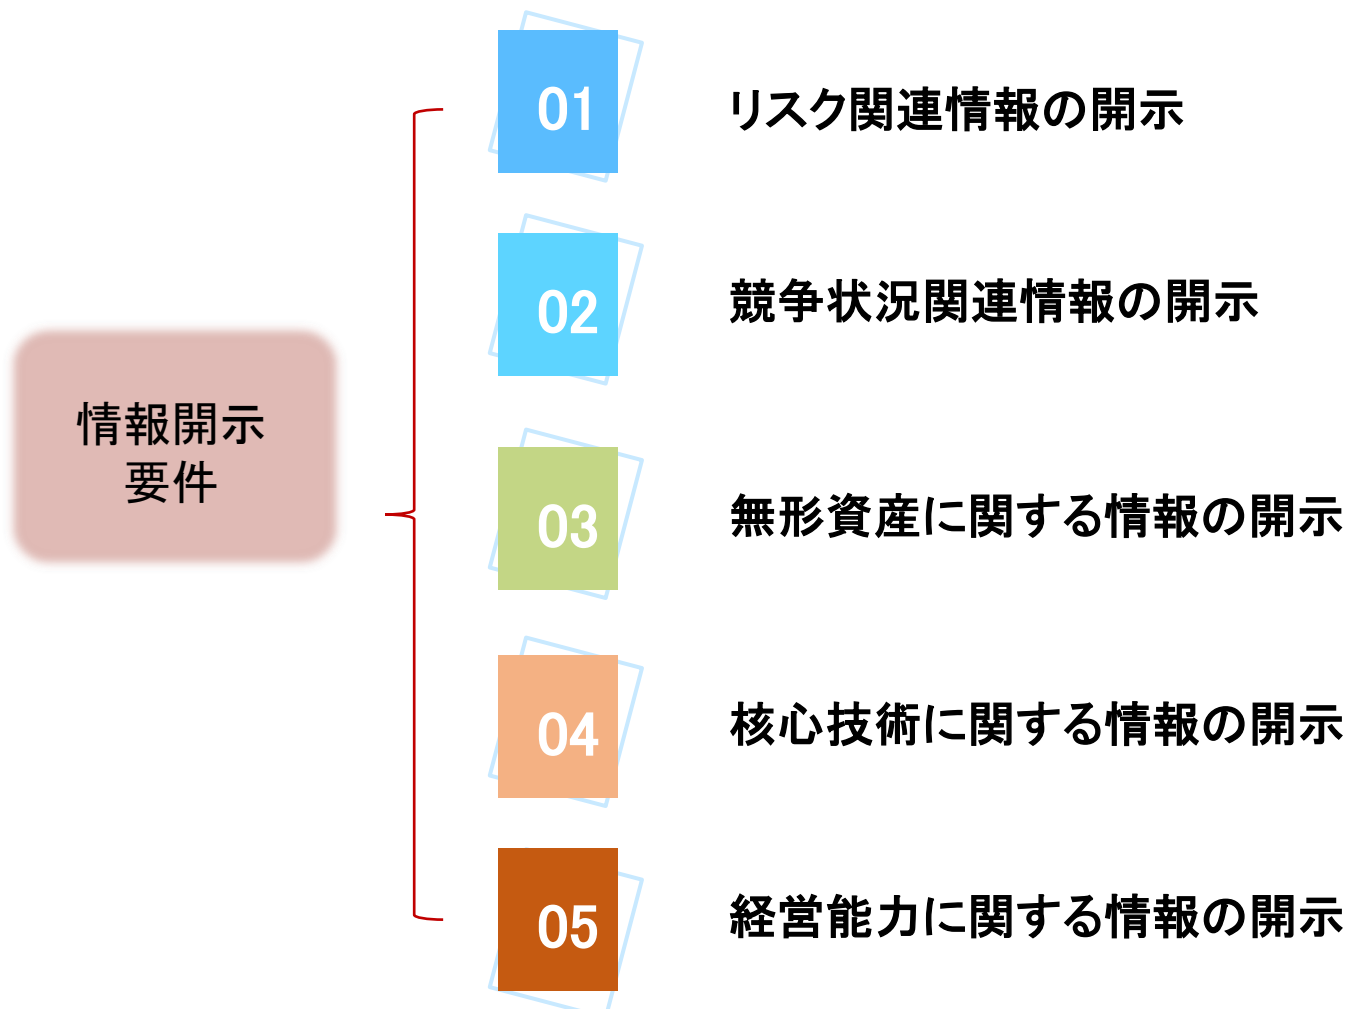 情報開示
要件
01
リスク関連情報の開示
02
競争状況関連情報の開示
03
無形資産に関する情報の開示
04
核心技術に関する情報の開示
05
経営能力に関する情報の開示